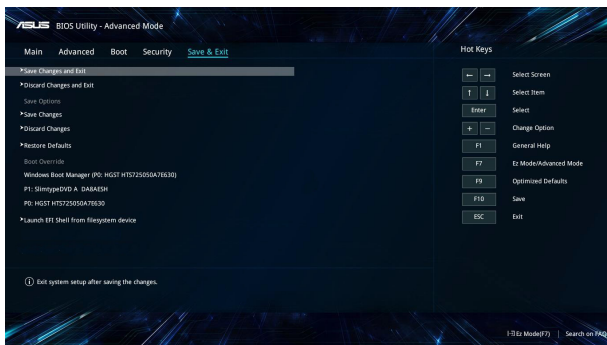 ASUS BIOS Utility - Advanced Mode
Main Advanced Boot Security Save & Exit
Save Changes and Exit
Discard Changes and Exit
Save Options
Save Changes
Discard Changes
Restore Defaults
Boot Override
Windows Boot Manager (P0: HGST HTS725050A7E630)
P1: SlimtypeDVD A DA8AESH
P0: HGST HTS725050A7E630
Launch EFI Shell from filesystem device
Exit system setup after saving the changes.
Hot Keys
← → Select Screen
↑ ↓ Select Item
Enter Select
+ − Change Option
F1 General Help
F7 Ez Mode/Advanced Mode
F9 Optimized Defaults
F10 Save
ESC Exit
Ez Mode(F7) | Search on FAQ